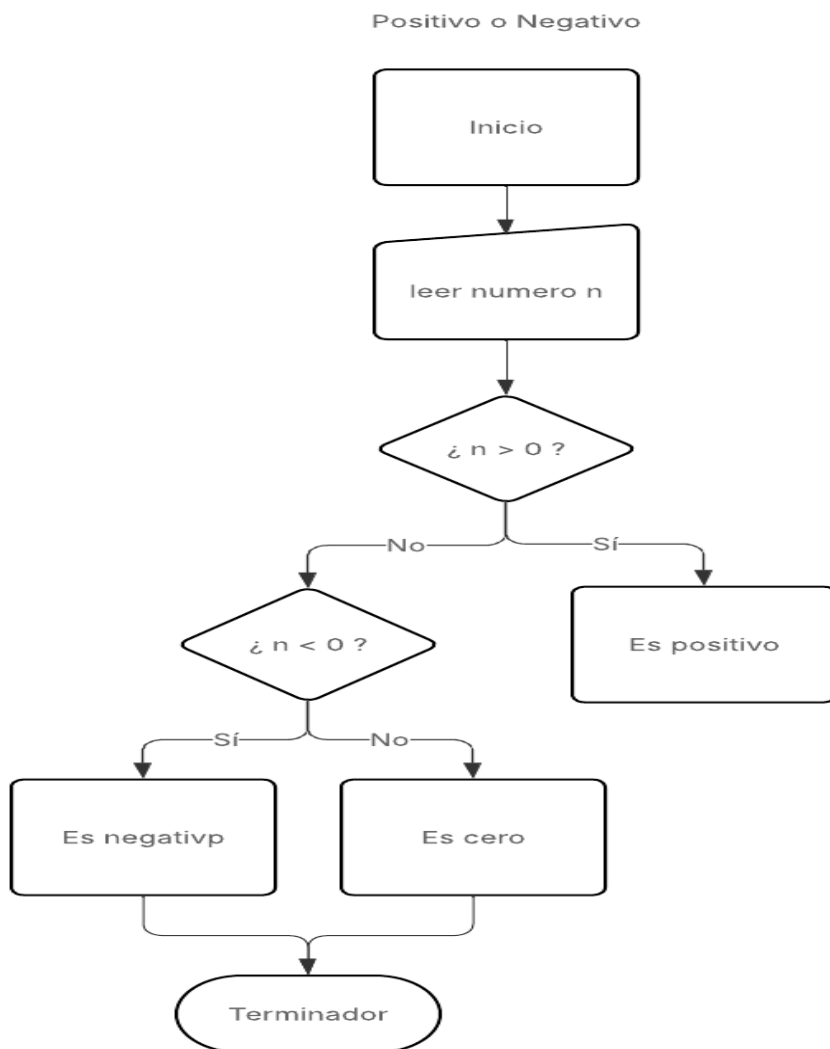 Positivo o Negativo
Inicio
leer numero n
¿ n > 0 ?
No
Sí
¿ n < 0 ?
Es positivo
Sí
No
Es negativp
Es cero
Terminador